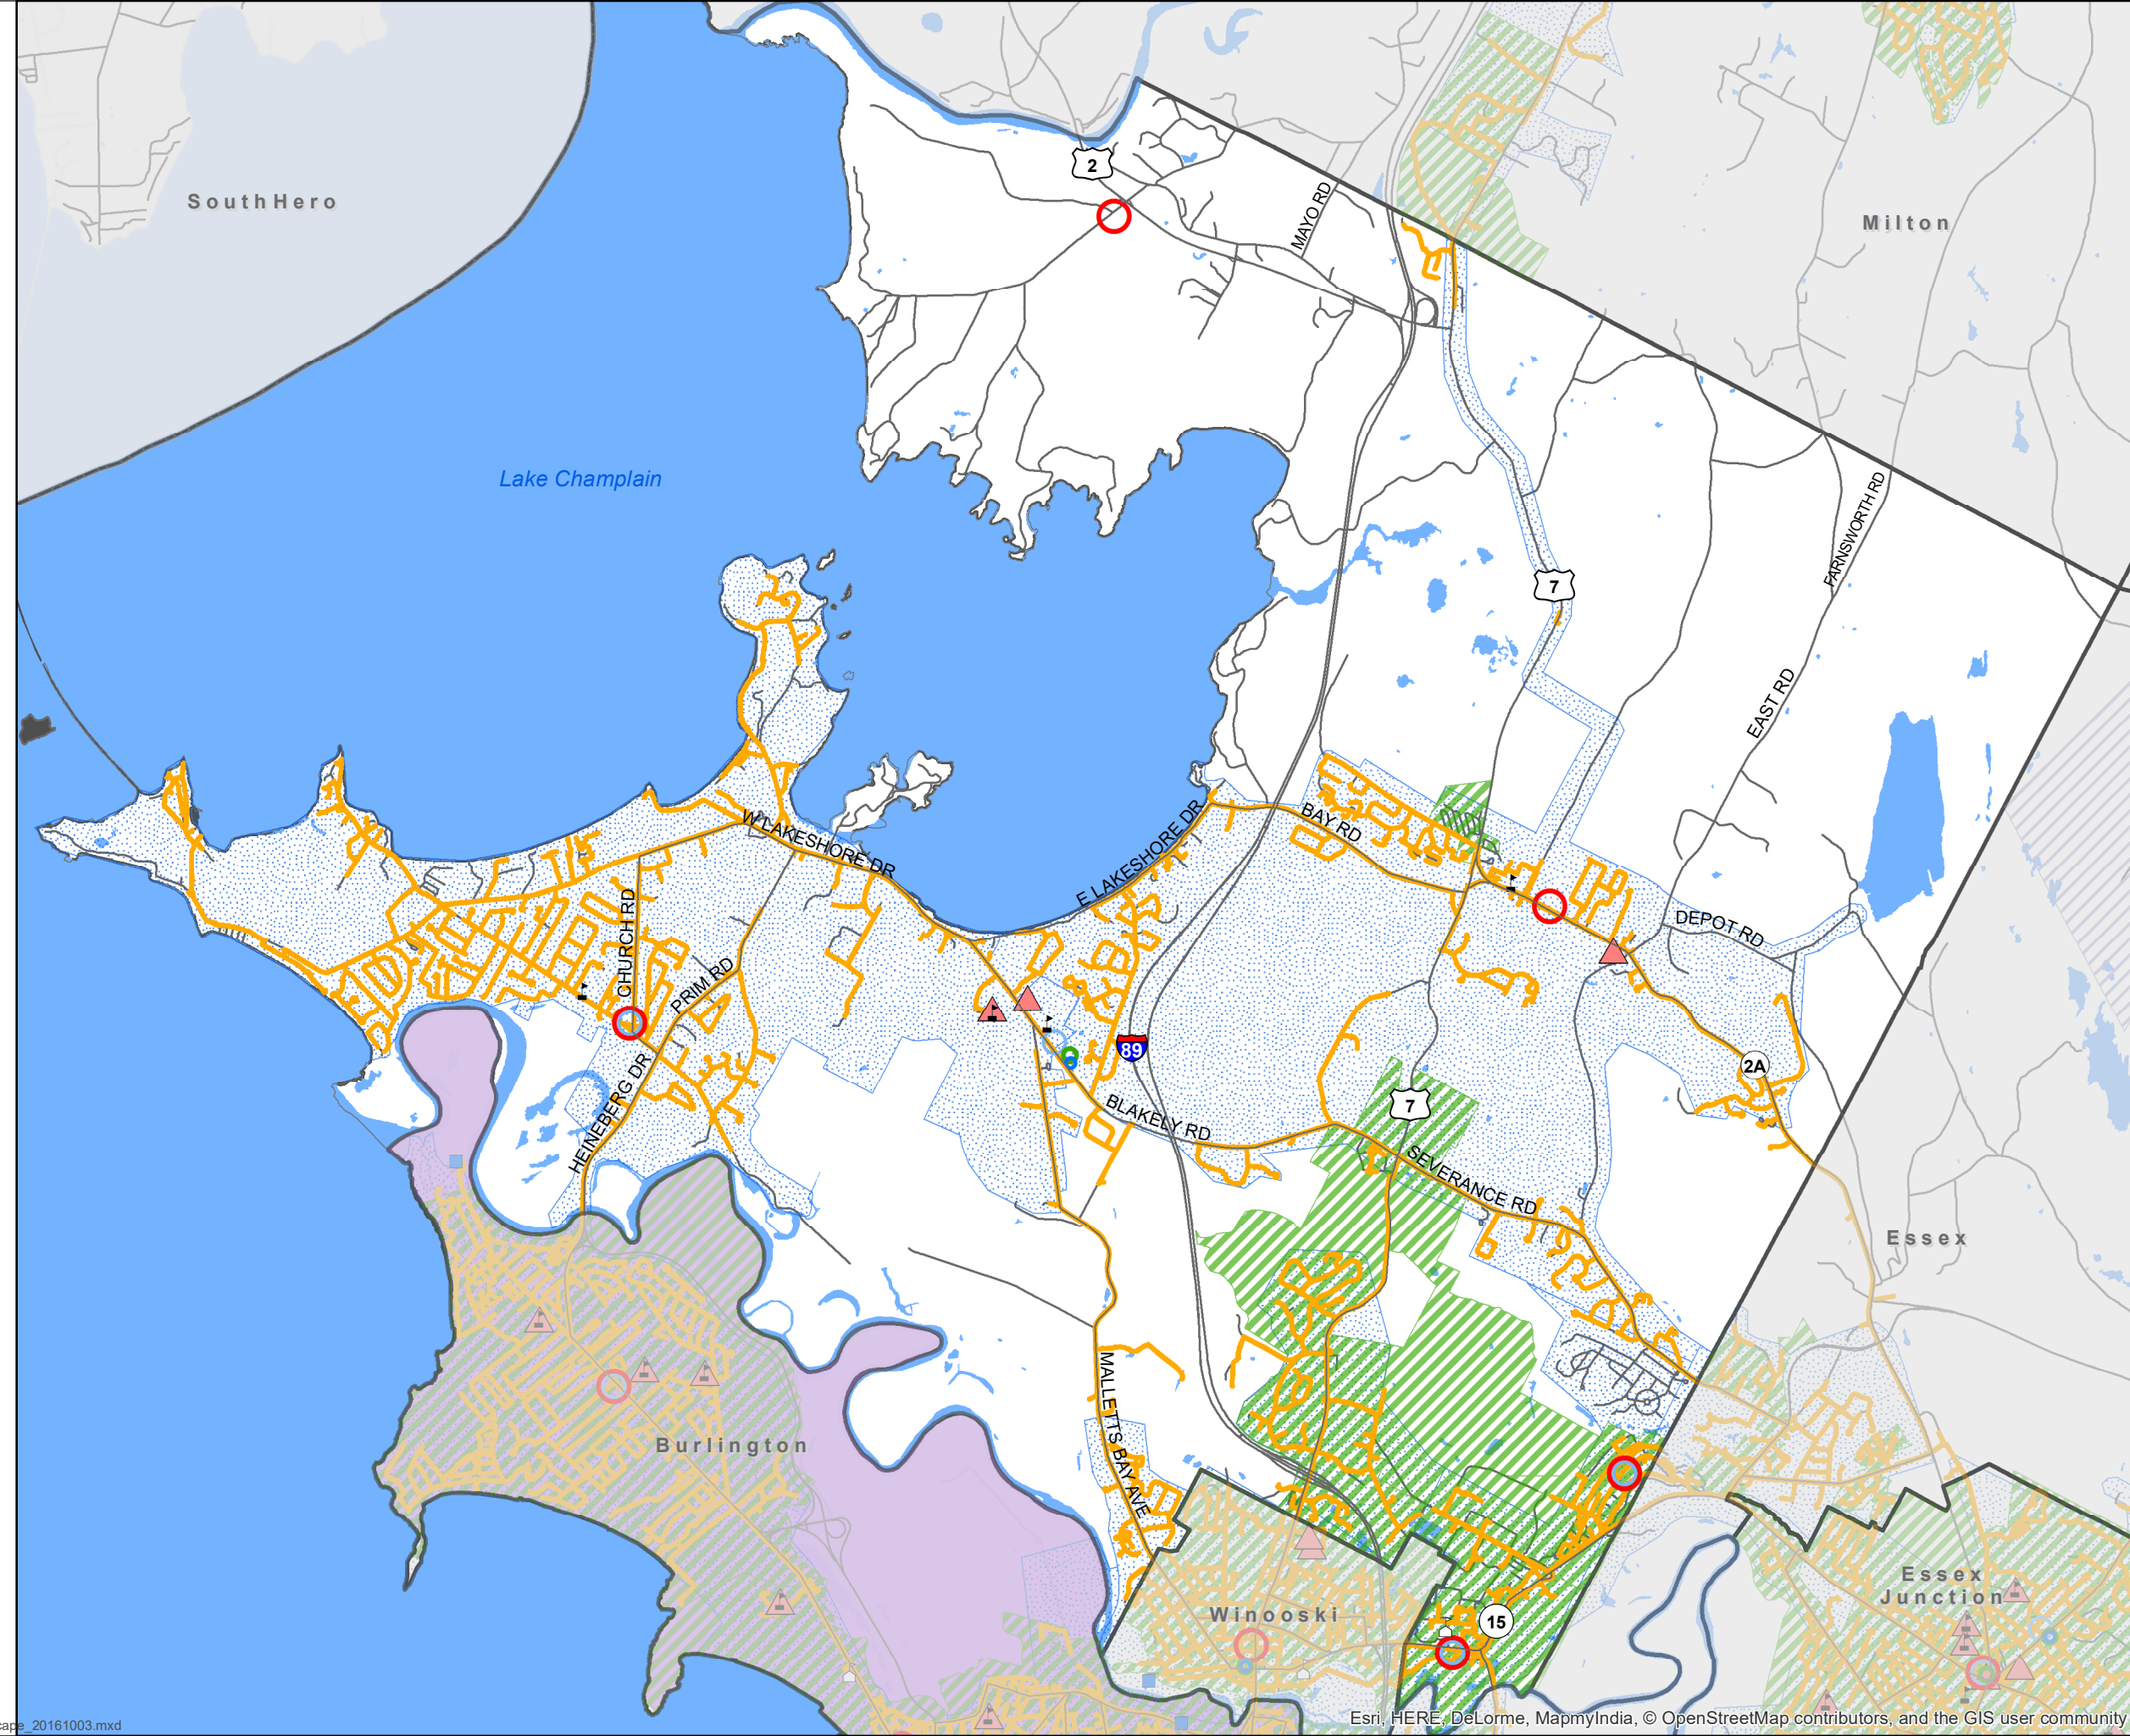 2
MAYO RD
South Hero
Milton
Lake Champlain
FARNSWORTH RD
7
EAST RD
W LAKESHORE DR
E LAKESHORE DR
BAY RD
CHURCH RD
DEPOT RD
PRIM RD
89
2A
HEINEBERG DR
BLAKELY RD
7
SEVERANCE RD
Essex
MALLETTS BAY AVE
Burlington
Essex
Junction
Winooski
15
Esri, HERE, DeLorme, MapmyIndia, © OpenStreetMap contributors, and the GIS user community
cape_20161003.mxd